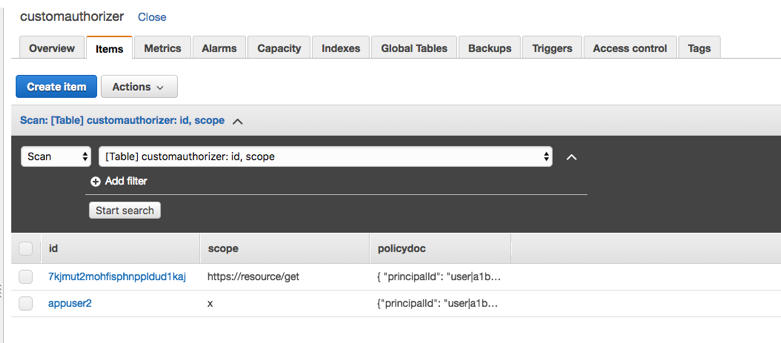 customauthorizer Close
Overview Items Metrics Alarms Capacity Indexes Global Tables Backups Triggers Access control Tags
Create item Actions
Scan: [Table] customauthorizer: id, scope
Scan [Table] customauthorizer: id, scope
Add filter
Start search
id scope policydoc
7kjmut2mohfisphnppldud1kaj https://resource/get { "principalId": "user|a1b...
appuser2 x {"principalId": "user|a1b...